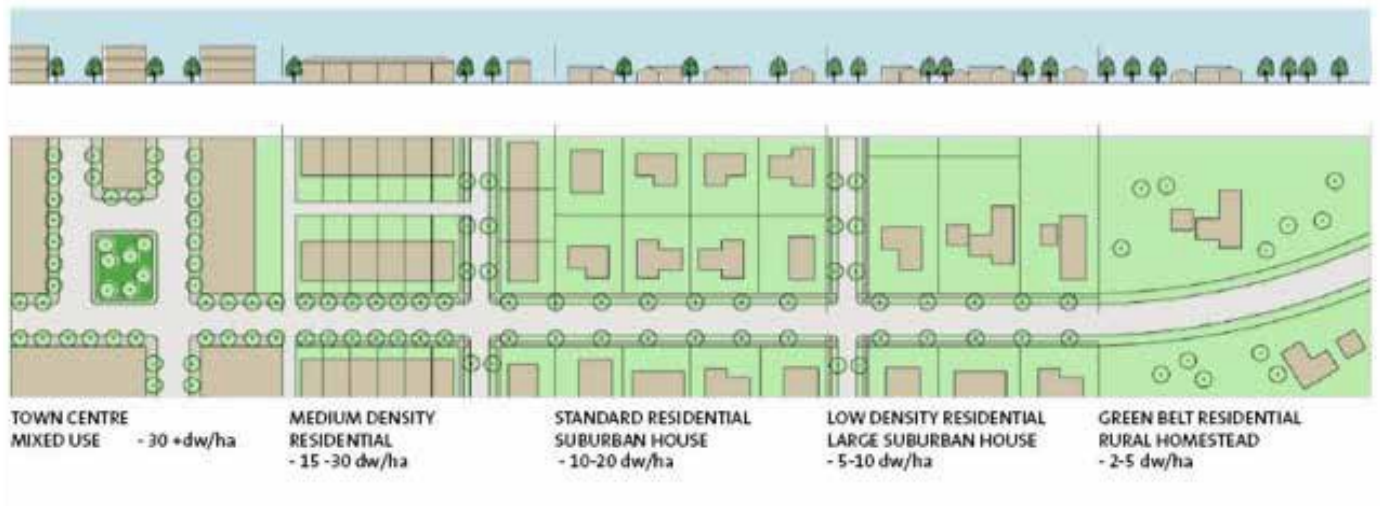 TOWN CENTRE
MIXED USE - 30 +dw/ha
MEDIUM DENSITY
RESIDENTIAL
- 15 -30 dw/ha
STANDARD RESIDENTIAL
SUBURBAN HOUSE
- 10-20 dw/ha
LOW DENSITY RESIDENTIAL
LARGE SUBURBAN HOUSE
- 5-10 dw/ha
GREEN BELT RESIDENTIAL
RURAL HOMESTEAD
- 2-5 dw/ha